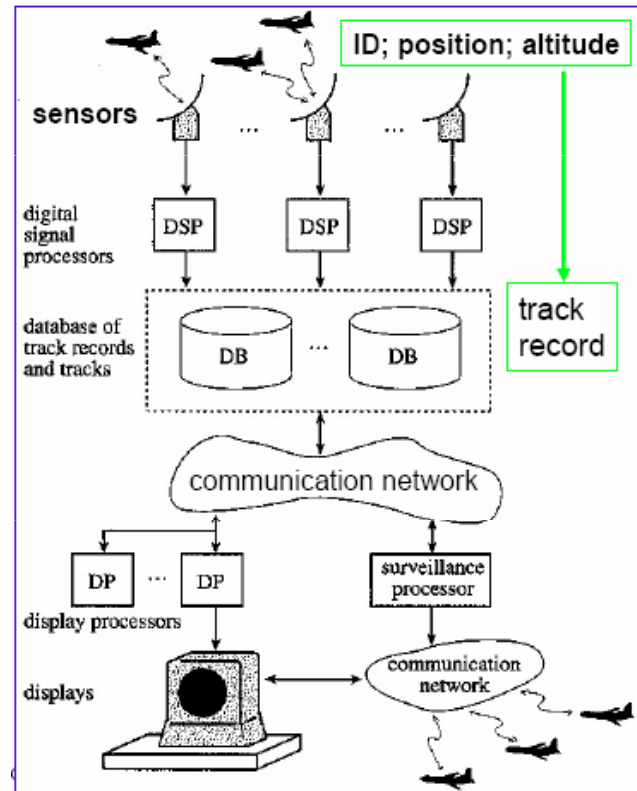 ID; position; altitude
sensors
...
...
digital
signal
processors
DSP
DSP
DSP
database of
track records
and tracks
DB
...
DB
track
record
communication network
DP
...
DP
surveillance
processor
display processors
displays
communication
network